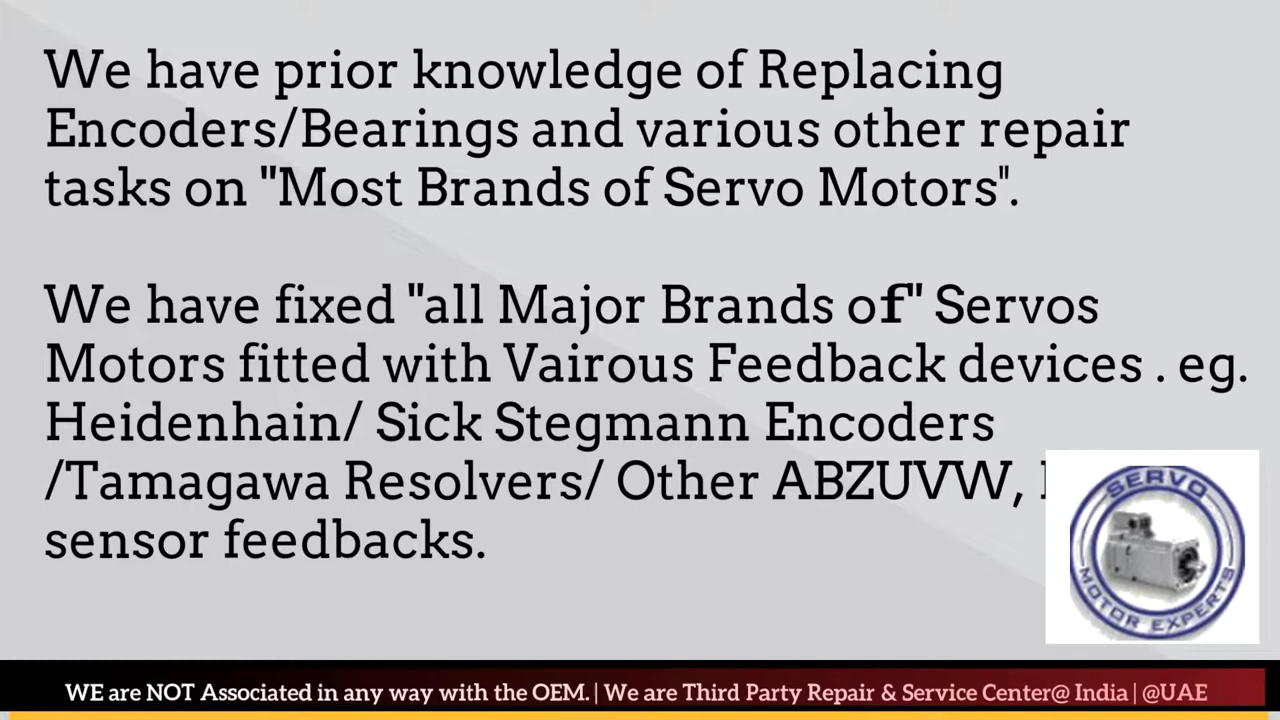 We have prior knowledge of Replacing
Encoders/Bearings and various other repair
tasks on "Most Brands of Servo Motors".
We have fixed "all Major Brands of" Servos
Motors fitted with Vairous Feedback devices . eg.
Heidenhain/ Sick Stegmann Encoders
/Tamagawa Resolvers/ Other ABZUVW,
sensor feedbacks.
SERVO
MOTOR EXPERTS
WE are NOT Associated in any way with the OEM. | We are Third Party Repair & Service Center@ India | @UAE